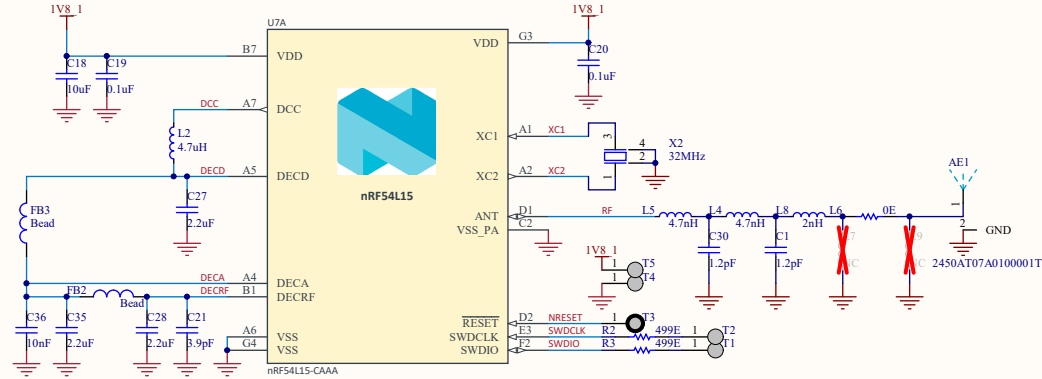 1V8_1
1V8_1
U7A
B7
VDD
VDD
G3
C18
10uF
C19
0.1uF
C20
0.1uF
DCC
A7
DCC
L2
4.7uH
XC1
A1
XC1
3
4
2
1
X2
32MHz
DECD
A5
DECD
XC2
A2
XC2
nRF54L15
AE1
1
FB3
Bead
C27
2.2uF
ANT
D1
RF
L5
4.7nH
L4
4.7nH
L8
2nH
L6
0E
VSS_PA
C2
2
GND
C30
1.2pF
C1
1.2pF
2450AT07A0100001T
1V8_1
1
T5
1
T4
DECA
A4
DECA
FB2
Bead
DECRF
B1
DECRF
C36
10nF
C35
2.2uF
C28
2.2uF
C21
3.9pF
RESET
D2
NRESET
1
T3
A6
VSS
SWDCLK
E3
SWDCLK
R2
499E
1
T2
G4
VSS
SWDIO
F2
SWDIO
R3
499E
1
T1
nRF54L15-CAAA